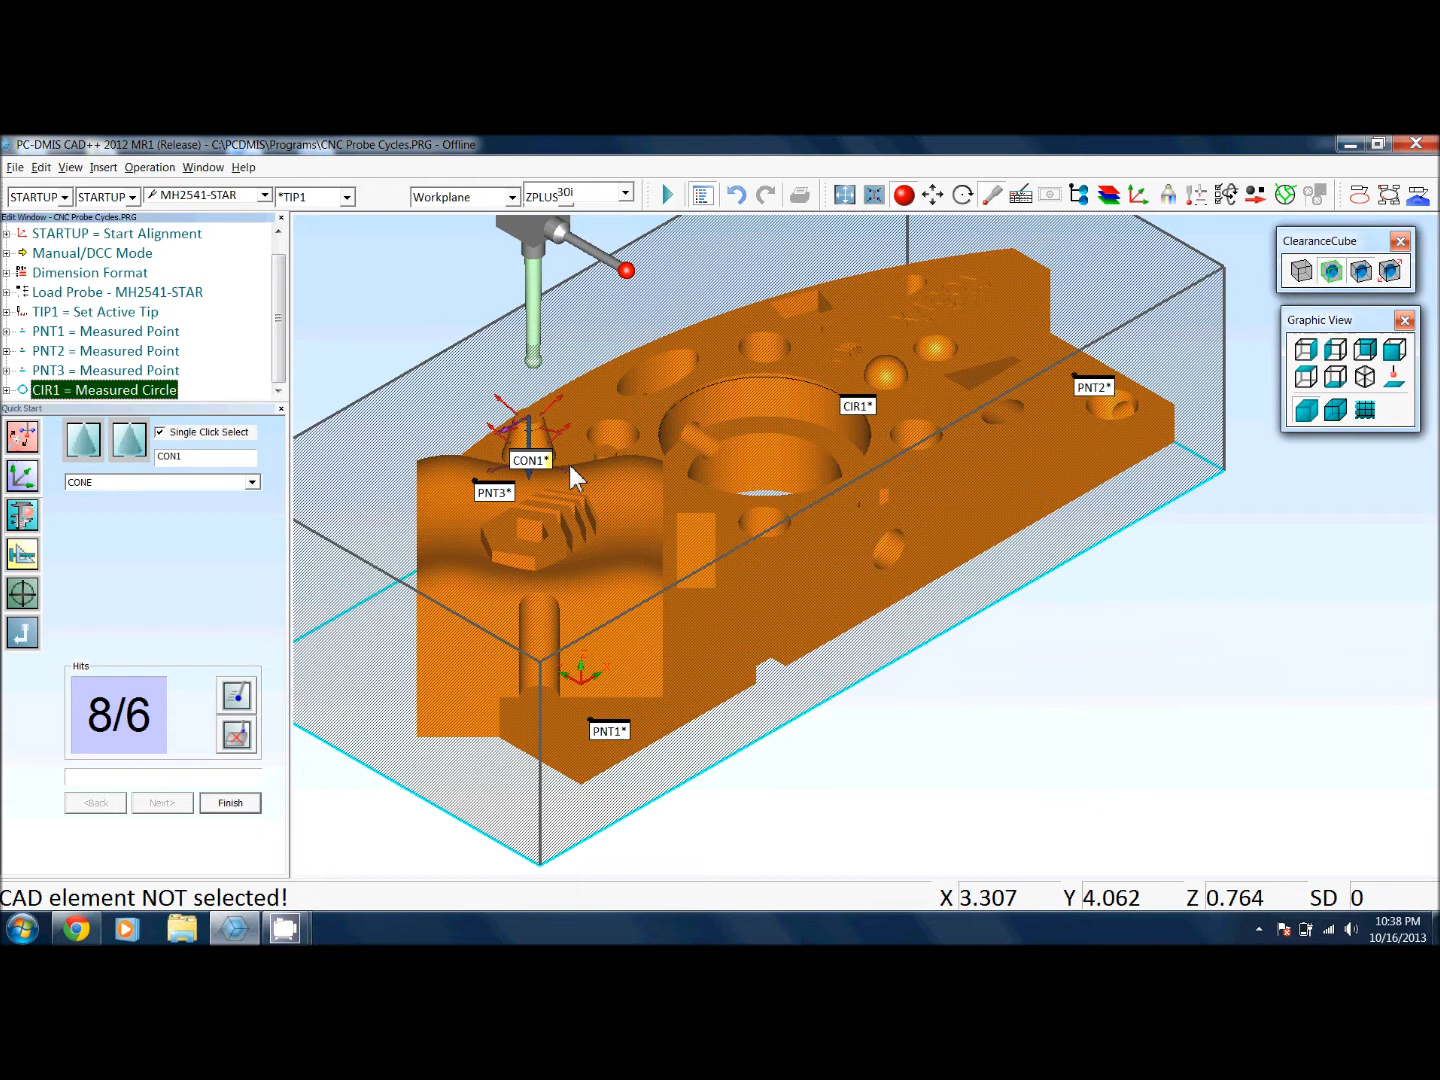 PC-DMIS CAD++ 2012 MR1 (Release) - C:\PCDMIS\Programs\CNC Probe Cycles.PRG - Offline
File Edit View Insert Operation Window Help
STARTUP STARTUP MH2541-STAR *TIP1 Workplane ZPLUS 30i
Edit Window - CNC Probe Cycles.PRG
STARTUP = Start Alignment
Manual/DCC Mode
Dimension Format
Load Probe - MH2541-STAR
TIP1 = Set Active Tip
PNT1 = Measured Point
PNT2 = Measured Point
PNT3 = Measured Point
CIR1 = Measured Circle
Quick Start
Single Click Select
CON1
CONE
Hits
8/6
<Back Next> Finish
ClearanceCube
Graphic View
PNT2*
CIR1*
CON1*
PNT3*
PNT1*
CAD element NOT selected!
X 3.307 Y 4.062 Z 0.764 SD 0
10:38 PM
10/16/2013